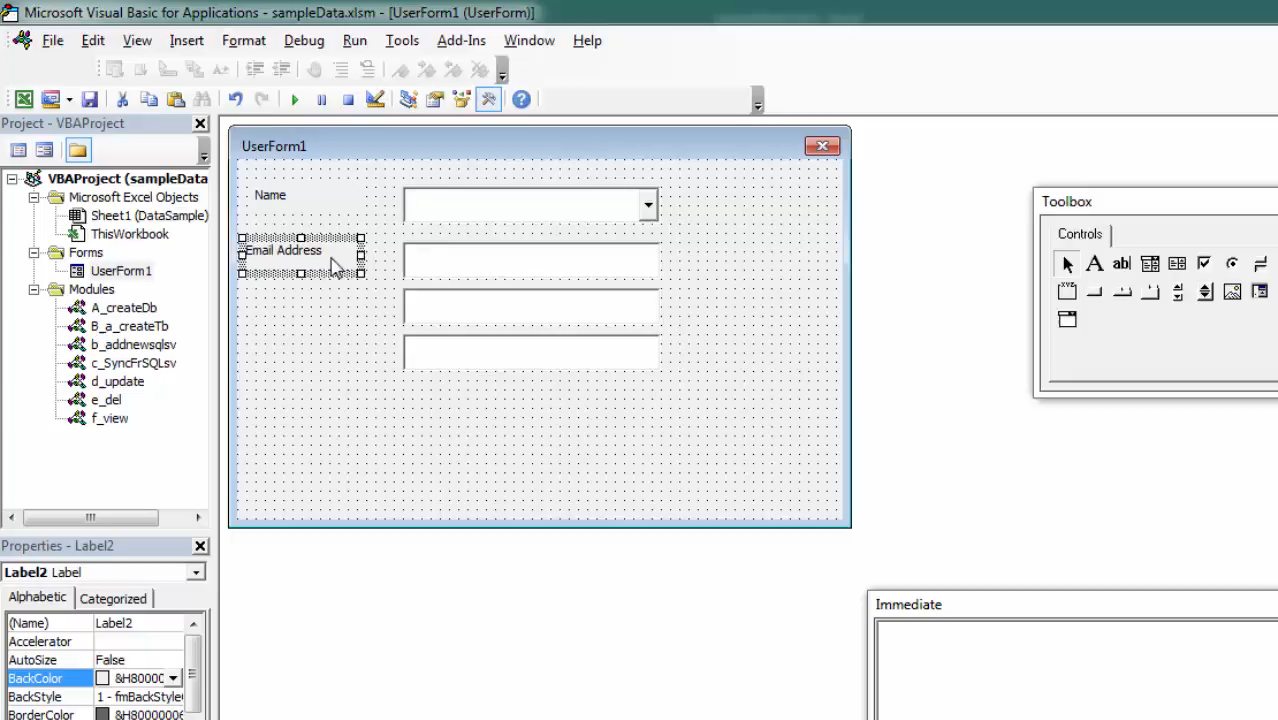 Microsoft Visual Basic for Applications - sampleData.xlsm - [UserForm1 (UserForm)]
File Edit View Insert Format Debug Run Tools Add-Ins Window Help
Project - VBAProject
VBAProject (sampleData
Microsoft Excel Objects
Sheet1 (DataSample)
ThisWorkbook
Forms
UserForm1
Modules
A_createDb
B_a_createTb
b_addnewsqlsv
c_SyncFrSQLsv
d_update
e_del
f_view
UserForm1
Name
Email Address
Toolbox
Controls
A abl
XYZ
Properties - Label2
Label2 Label
Alphabetic Categorized
(Name) Label2
Accelerator
AutoSize False
BackColor &H8000C
BackStyle 1 - fmBackStyle
BorderColor &H80000006
Immediate